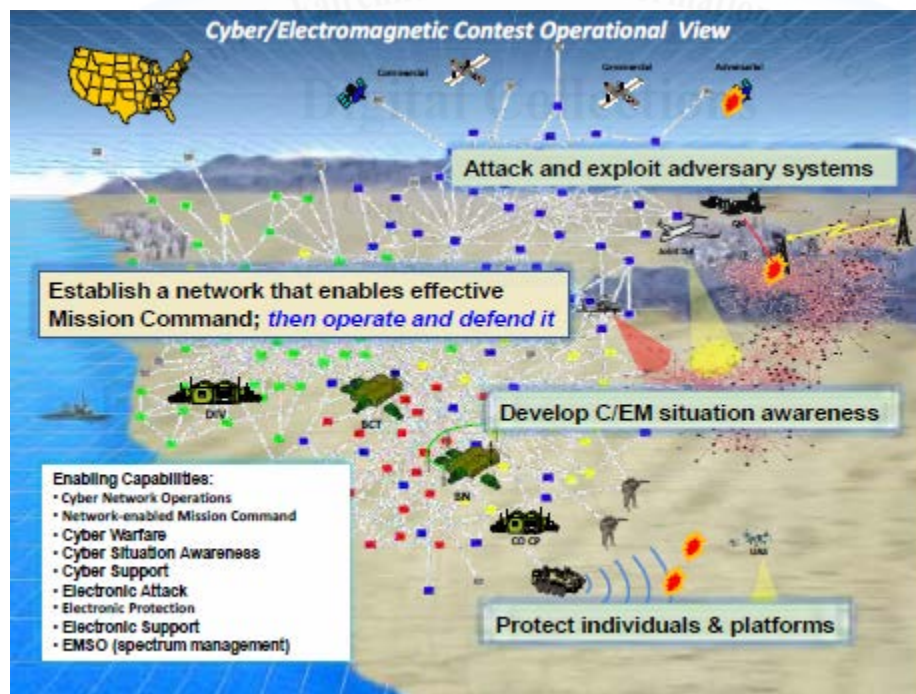 Cyber/Electromagnetic Contest Operational View
Commercial
Commercial
Adversarial
Digital Collections
Attack and exploit adversary systems
Establish a network that enables effective
Mission Command; then operate and defend it
DIV
BCT
Develop C/EM situation awareness
BN
CO CP
UAS
Enabling Capabilities:
• Cyber Network Operations
• Network-enabled Mission Command
• Cyber Warfare
• Cyber Situation Awareness
• Cyber Support
• Electronic Attack
• Electronic Protection
• Electronic Support
• EMSO (spectrum management)
Protect individuals & platforms